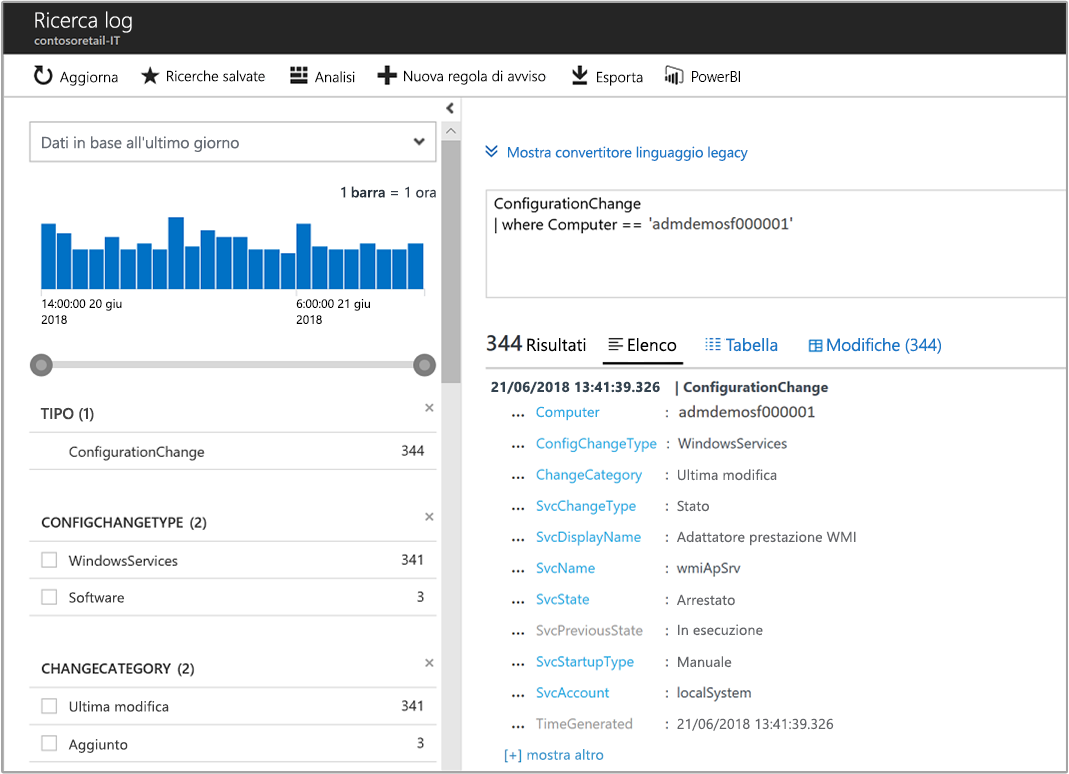 Ricerca log
contosoretail-IT
Aggiorna Ricerche salvate Analisi Nuova regola di avviso Esporta PowerBI
Dati in base all'ultimo giorno
1 barra = 1 ora
14:00:00 20 giu 6:00:00 21 giu
2018 2018
TIPO (1)
ConfigurationChange 344
CONFIGCHANGETYPE (2)
WindowsServices 341
Software 3
CHANGECATEGORY (2)
Ultima modifica 341
Aggiunto 3
Mostra convertitore linguaggio legacy
ConfigurationChange
| where Computer == 'admdemosf000001'
344 Risultati Elenco Tabella Modifiche (344)
21/06/2018 13:41:39.326 | ConfigurationChange
... Computer : admdemosf000001
... ConfigChangeType : WindowsServices
... ChangeCategory : Ultima modifica
... SvcChangeType : Stato
... SvcDisplayName : Adattatore prestazione WMI
... SvcName : wmiApSrv
... SvcState : Arrestato
... SvcPreviousState : In esecuzione
... SvcStartupType : Manuale
... SvcAccount : localSystem
... TimeGenerated : 21/06/2018 13:41:39.326
[+] mostra altro